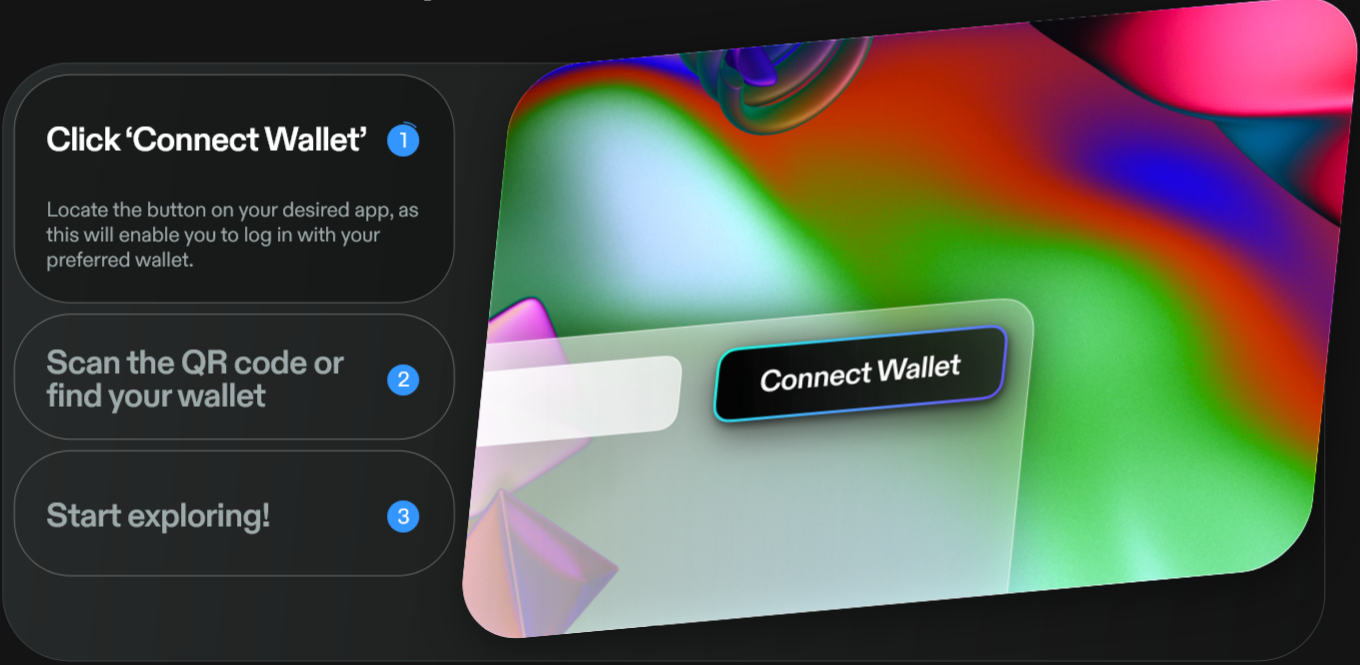 Click ‘Connect Wallet’ 1
Locate the button on your desired app, as
this will enable you to log in with your
preferred wallet.
Scan the QR code or
find your wallet
2
Start exploring! 3
Connect Wallet